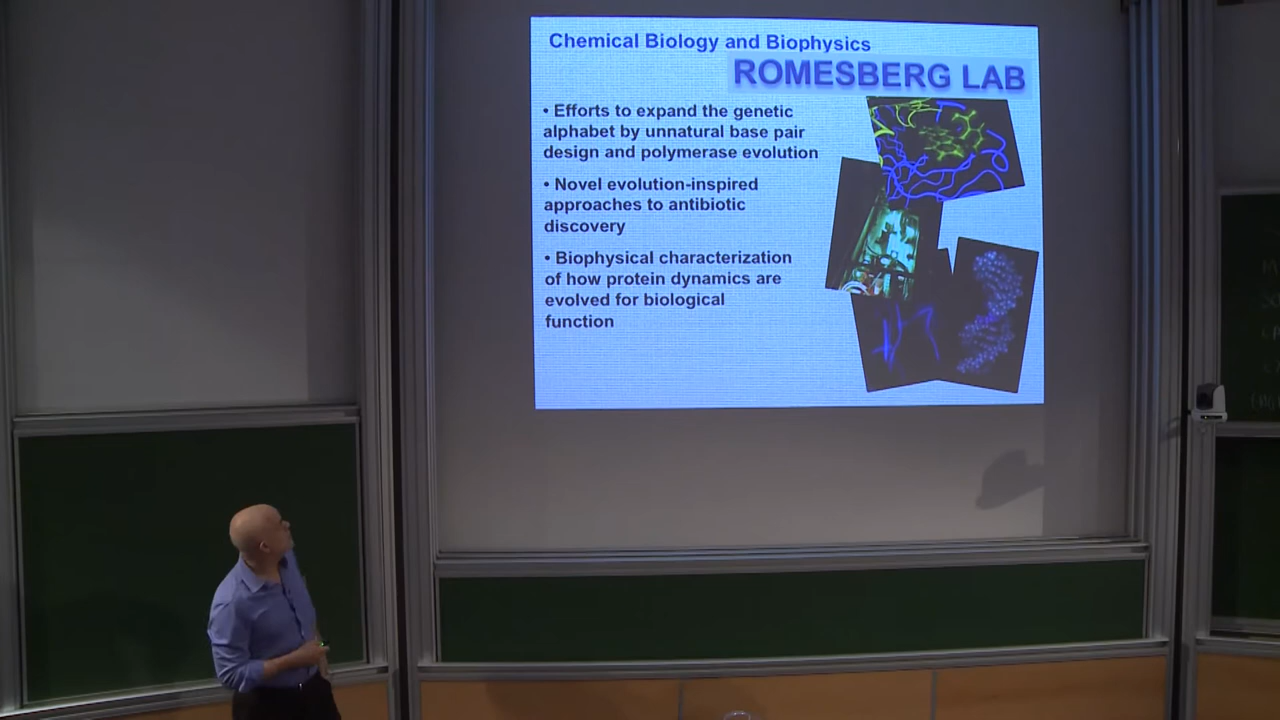 Chemical Biology and Biophysics
ROMESBERG LAB
• Efforts to expand the genetic
alphabet by unnatural base pair
design and polymerase evolution
• Novel evolution-inspired
approaches to antibiotic
discovery
• Biophysical characterization
of how protein dynamics are
evolved for biological
function